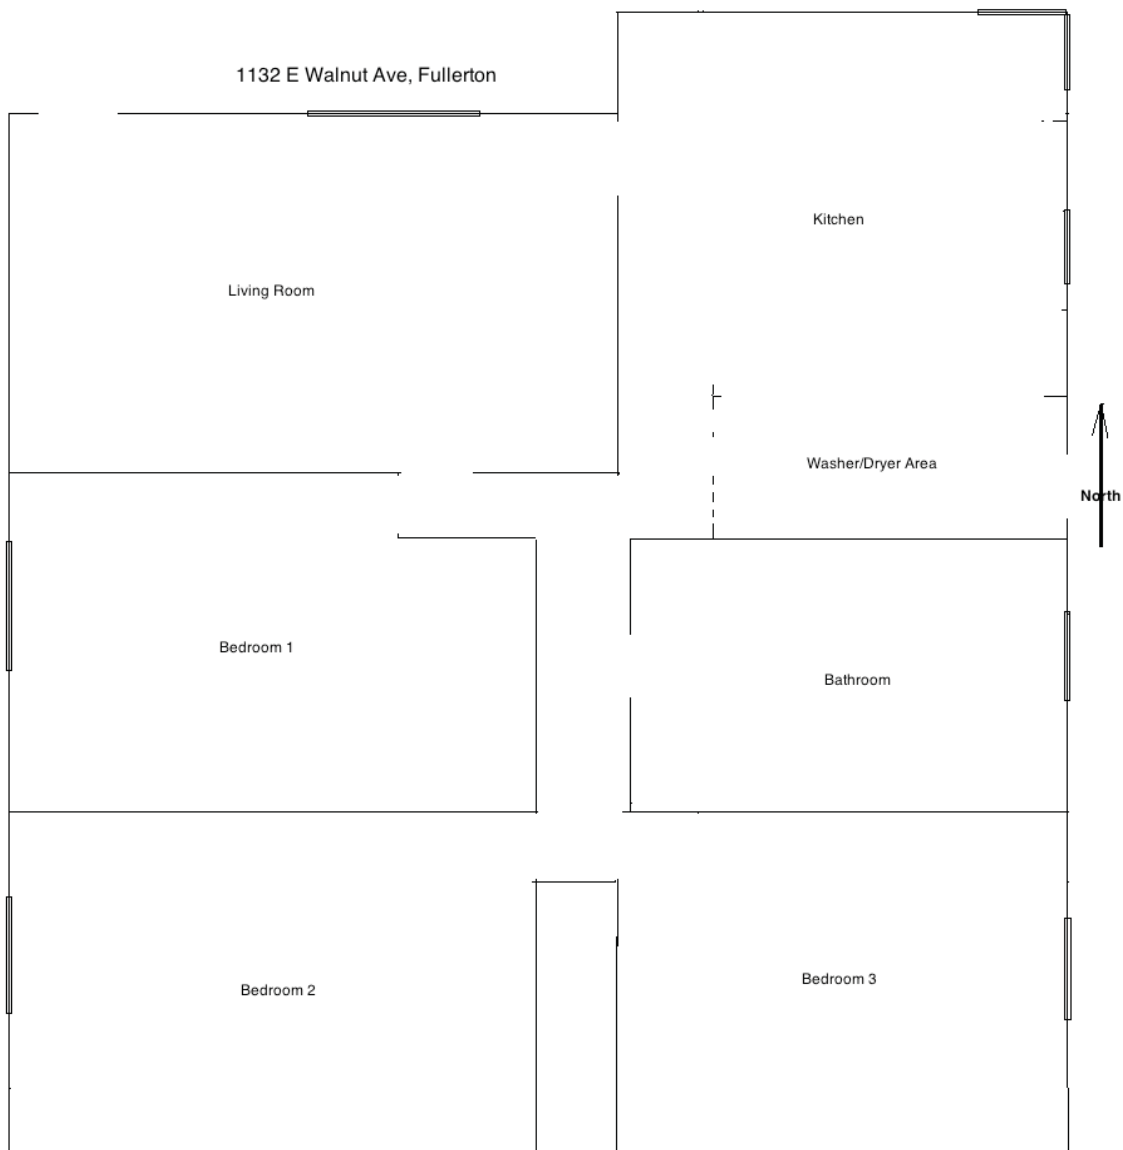 1132 E Walnut Ave, Fullerton
Kitchen
Living Room
Washer/Dryer Area
North
Bedroom 1
Bathroom
Bedroom 3
Bedroom 2